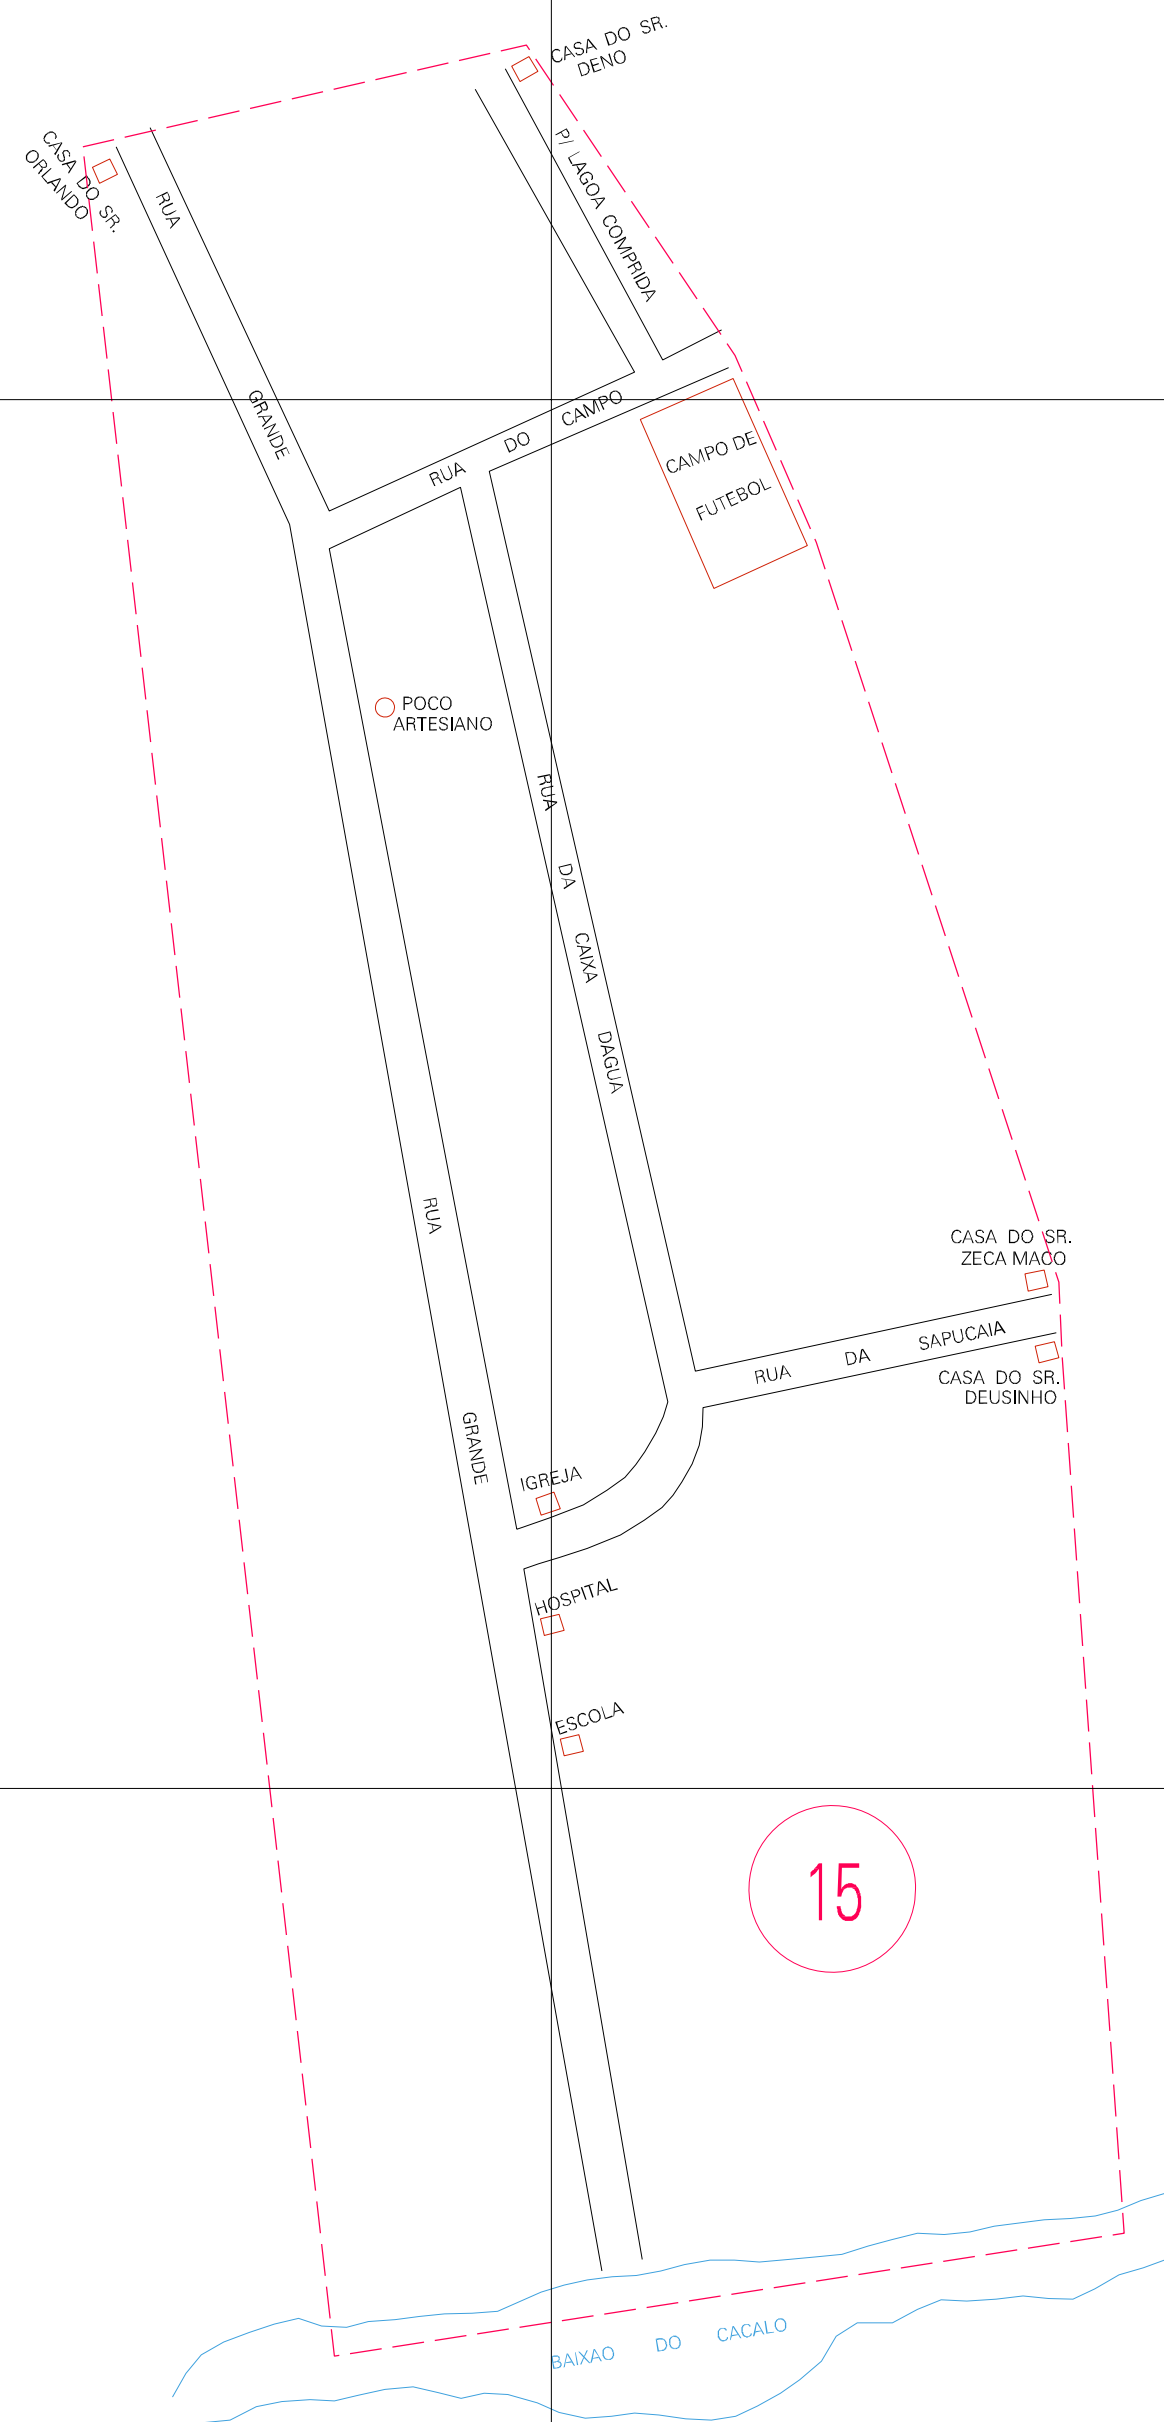 CASA DO SR.
DENO
CASA DO SR.
ORLANDO
P/ LAGOA COMPRIDA
RUA GRANDE
RUA DO CAMPO
CAMPO DE
FUTEBOL
POCO
ARTESIANO
RUA DA CAIXA DAGUA
RUA GRANDE
CASA DO SR.
ZECA MACO
RUA DA SAPUCAIA
CASA DO SR.
DEUSINHO
IGREJA
HOSPITAL
ESCOLA
15
BAIXAO DO CACALO